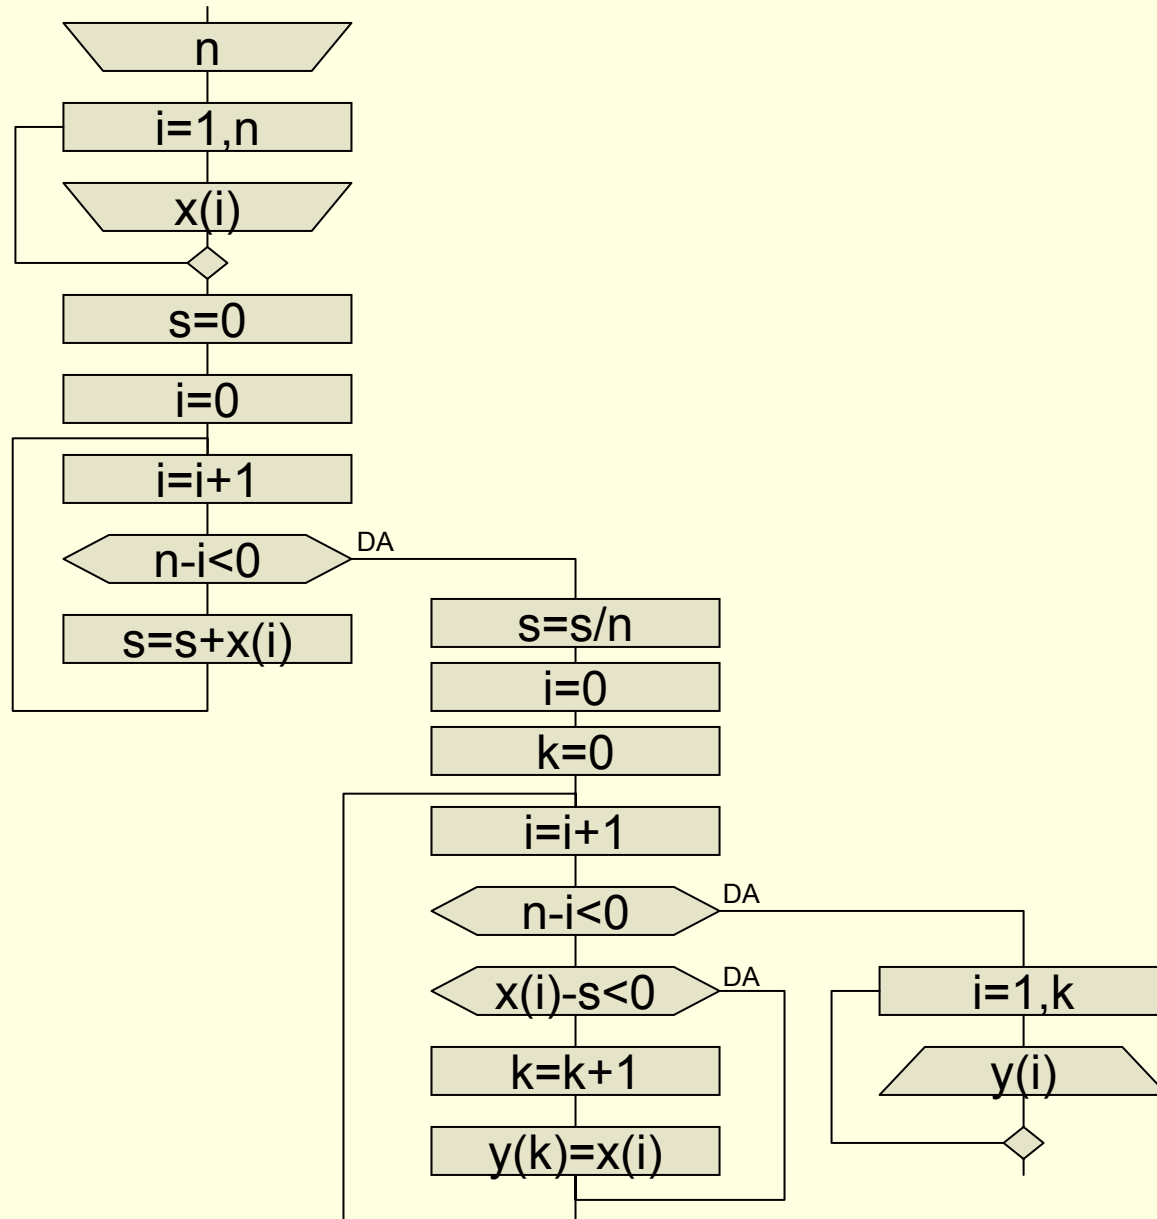 n
i=1,n
x(i)
s=0
i=0
i=i+1
n-i<0
DA
s=s+x(i)
s=s/n
i=0
k=0
i=i+1
n-i<0
DA
x(i)-s<0
DA
k=k+1
y(k)=x(i)
i=1,k
y(i)